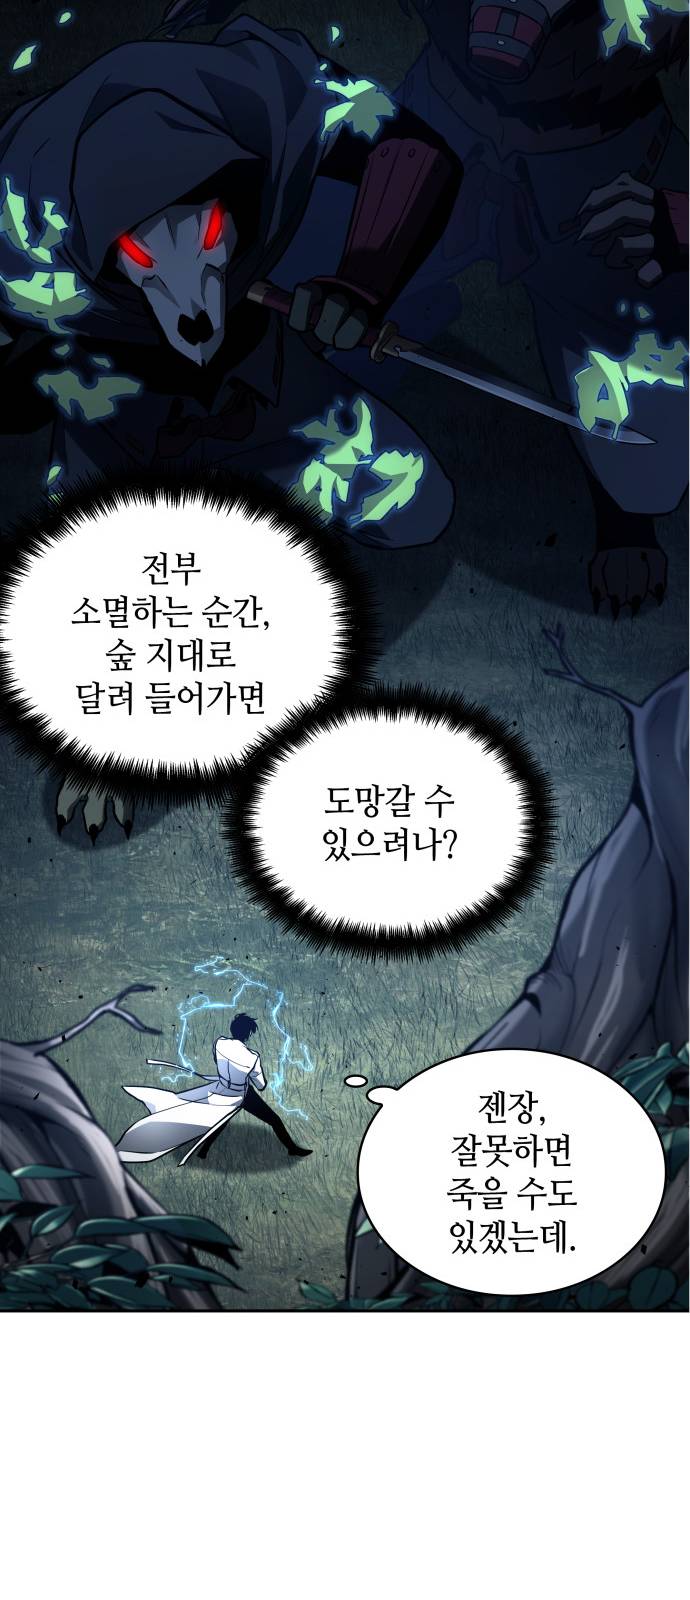 전부
소멸하는 순간,
숲 지대로
달려 들어가면
도망갈 수
있으려나?
젠장,
잘못하면
죽을 수도
있겠는데.